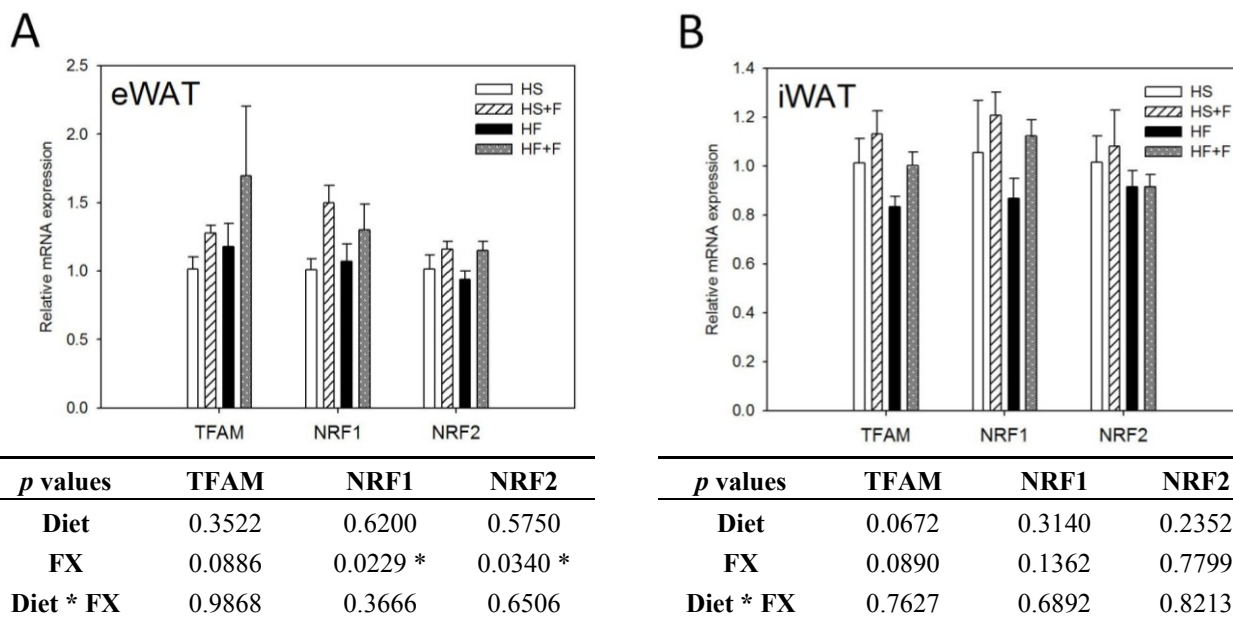 A
eWAT
HS
HS+F
HF
HF+F
Relative mRNA expression
2.5
2.0
1.5
1.0
0.5
0.0
TFAM NRF1 NRF2
p values TFAM NRF1 NRF2
Diet 0.3522 0.6200 0.5750
FX 0.0886 0.0229 * 0.0340 *
Diet * FX 0.9868 0.3666 0.6506
B
iWAT
HS
HS+F
HF
HF+F
Relative mRNA expression
1.4
1.2
1.0
0.8
0.6
0.4
0.2
0.0
TFAM NRF1 NRF2
p values TFAM NRF1 NRF2
Diet 0.0672 0.3140 0.2352
FX 0.0890 0.1362 0.7799
Diet * FX 0.7627 0.6892 0.8213